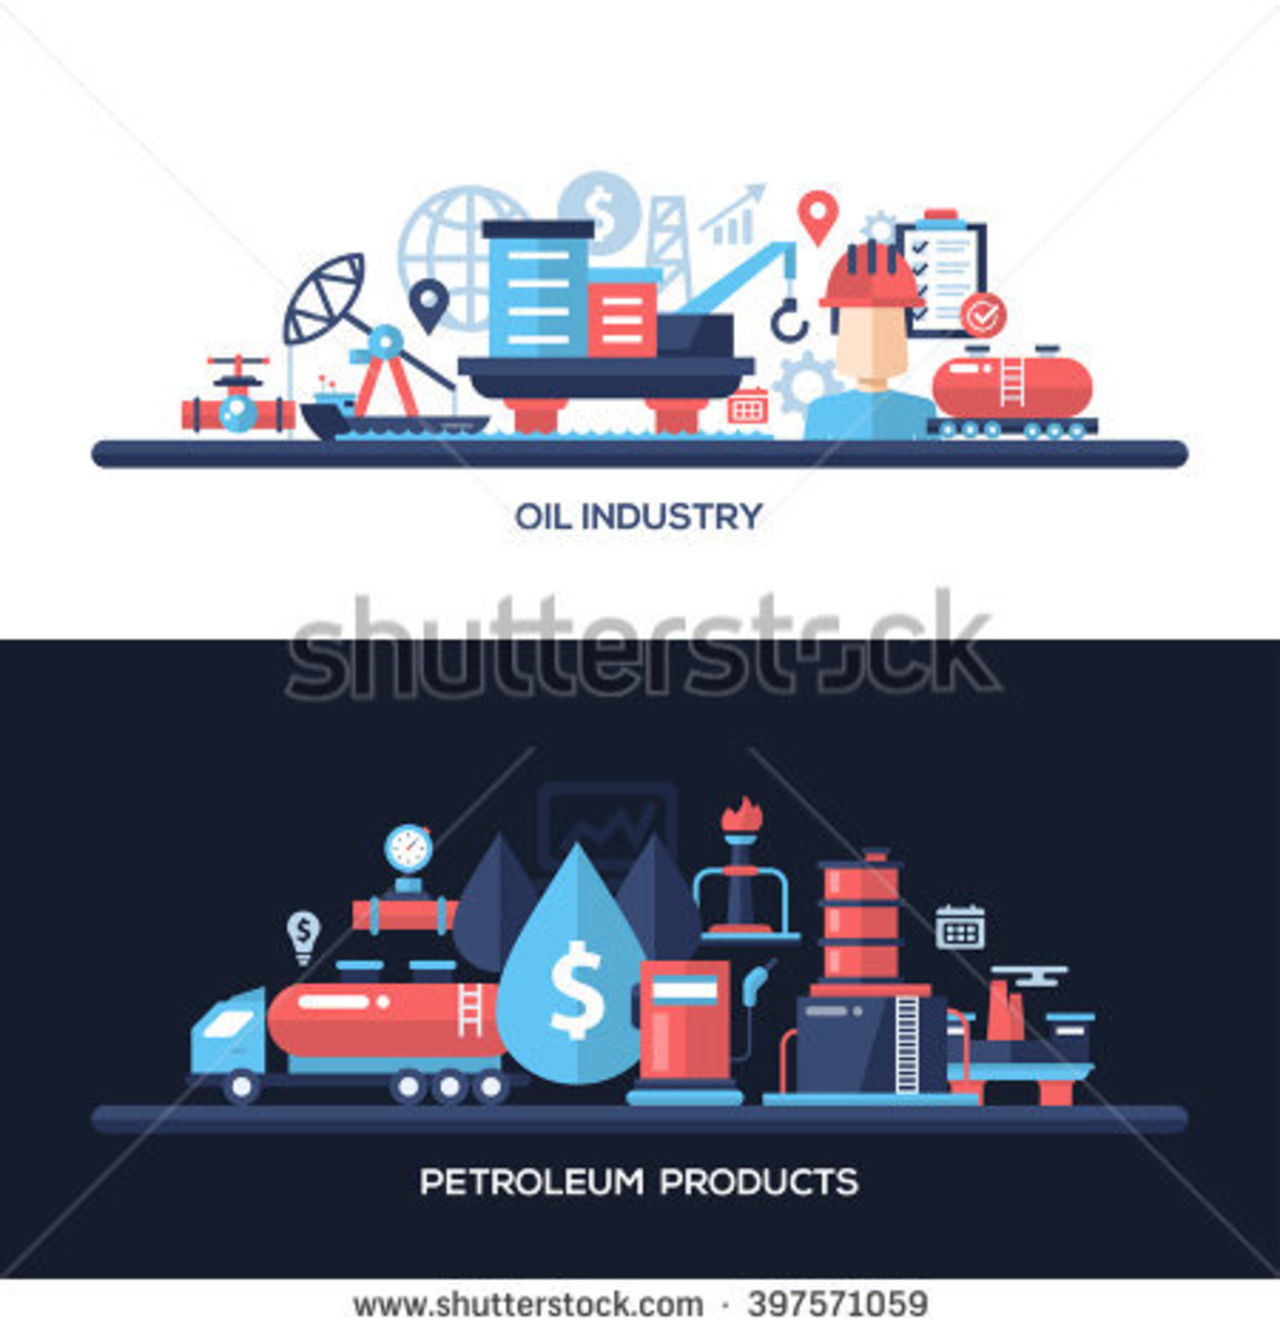 $
OIL INDUSTRY
shutterstock
$
$
PETROLEUM PRODUCTS
www.shutterstock.com · 397571059